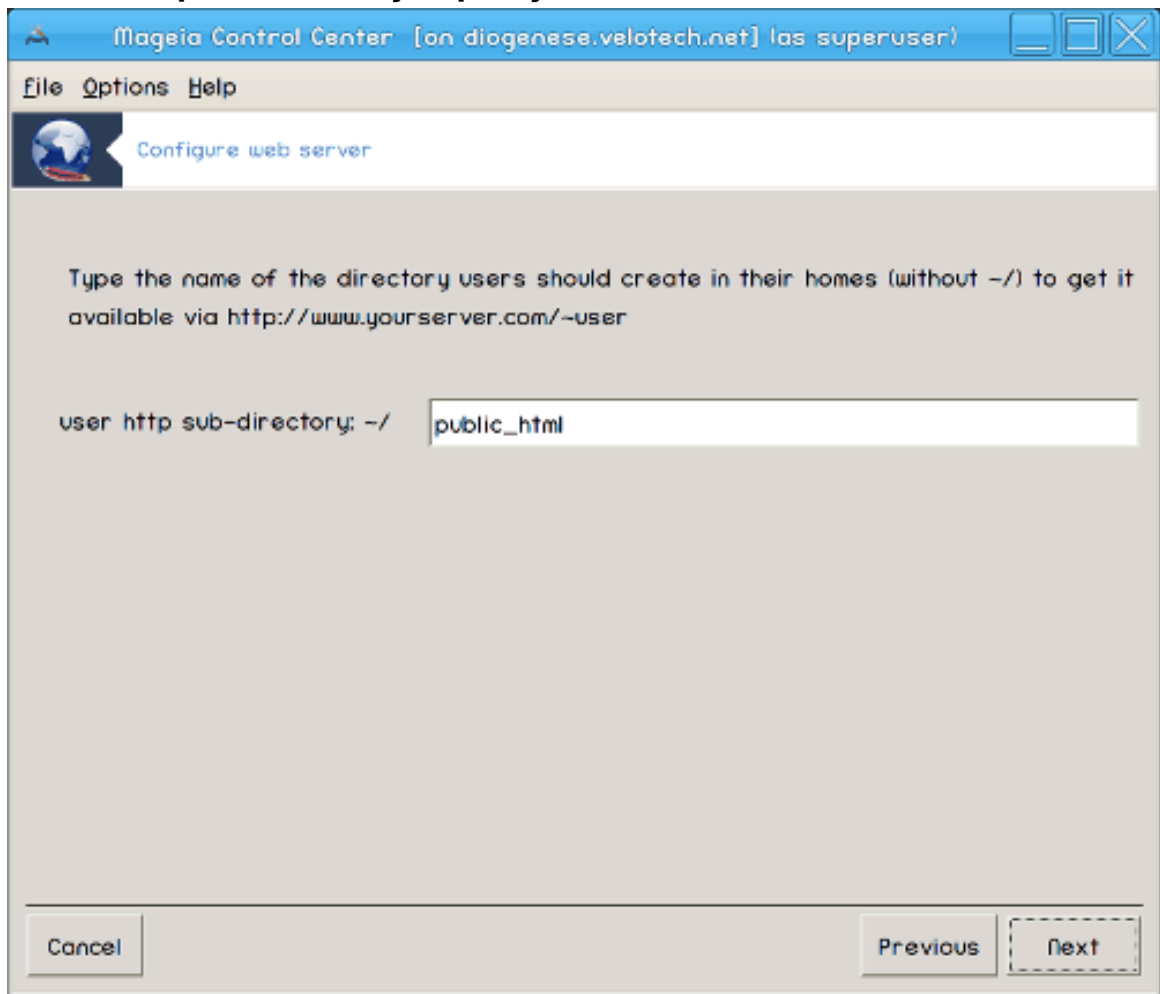 Mageia Control Center [on diogenese.velotech.net] (as superuser)
File Options Help
Configure web server
Type the name of the directory users should create in their homes (without ~/) to get it
available via http://www.yourserver.com/~user
user http sub-directory: ~/ public_html
Cancel Previous Next